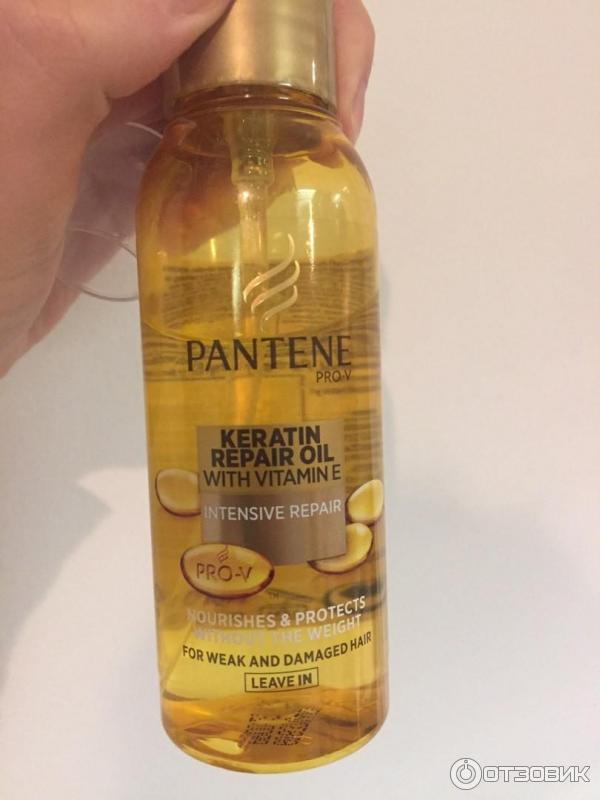 PANTENE
PRO-V
KERATIN
REPAIR OIL
WITH VITAMIN E
INTENSIVE REPAIR
PRO-V
NOURISHES & PROTECTS
WITHOUT THE WEIGHT
FOR WEAK AND DAMAGED HAIR
LEAVE IN
ОТЗОВИК